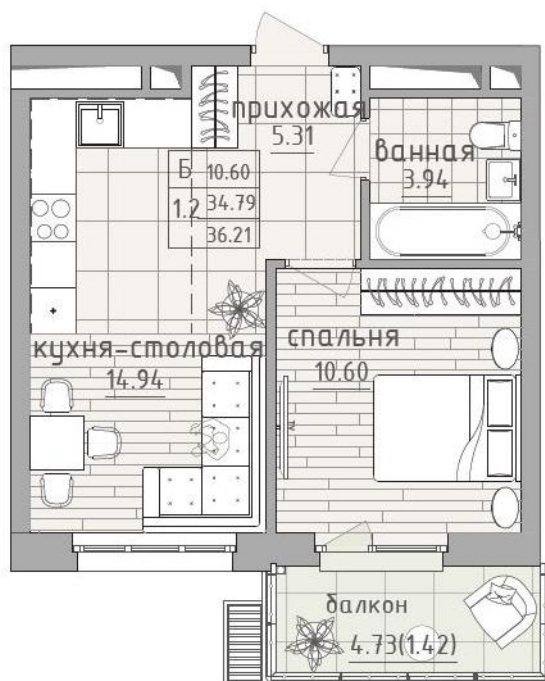 прихожая
5.31
ванная
3.94
Б 10.60
1.2 34.79
36.21
кухня-столовая
14.94
спальня
10.60
TV
балкон
4.73(1.42)